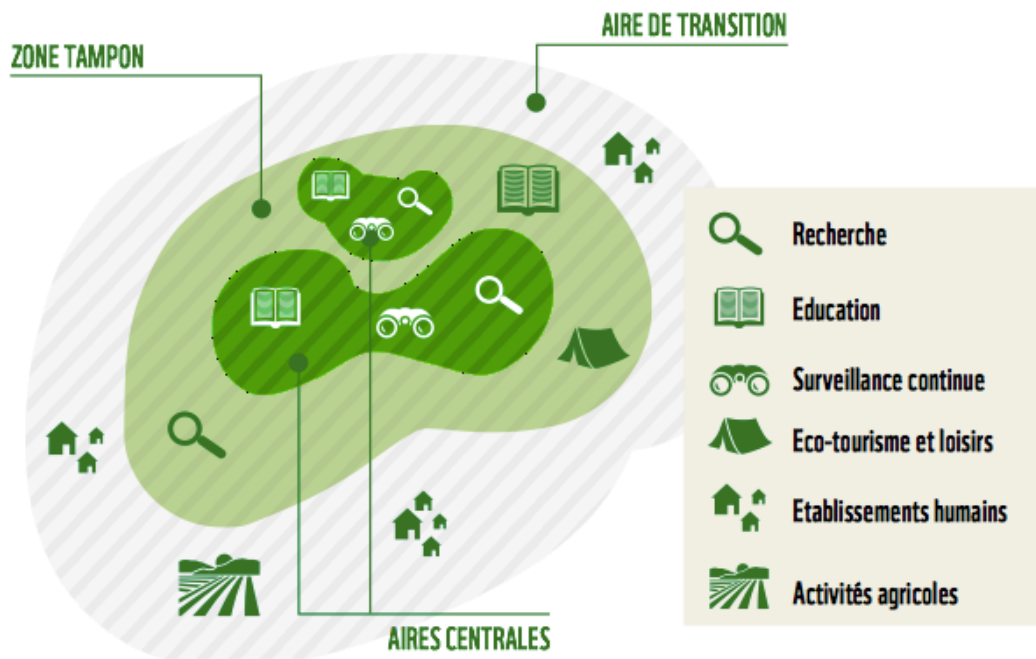 AIRE DE TRANSITION
ZONE TAMPON
Recherche
Education
Surveillance continue
Eco-tourisme et loisirs
Etablissements humains
Activités agricoles
AIRES CENTRALES